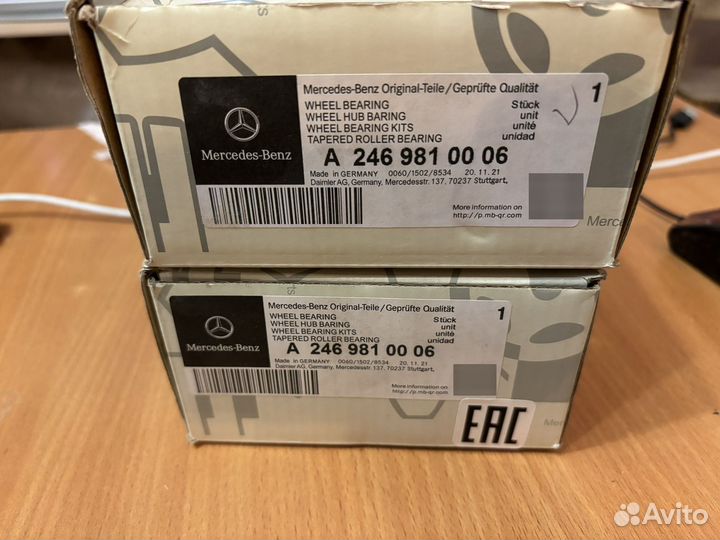 Mercedes-Benz Original-Teile/Geprüfte Qualität
WHEEL BEARING Stück 1
WHEEL HUB BARING unit
WHEEL BEARING KITS unité
TAPERED ROLLER BEARING unidad
Mercedes-Benz
A 246 981 00 06
Made in GERMANY 0060/1502/8534 20.11.21
Daimler AG, Germany, Mercedesstr. 137, 70237 Stuttgart,
More information on
http://p.mb-qr.com
Merce
Mercedes-Benz Original-Teile/Geprüfte Qualität
WHEEL BEARING Stück 1
WHEEL HUB BARING unit
WHEEL BEARING KITS unité
TAPERED ROLLER BEARING unidad
Mercedes-Benz
A 246 981 00 06
Made in GERMANY 0060/1502/8534 20.11.21
Daimler AG, Germany, Mercedesstr. 137, 70237 Stuttgart,
More information on
http://p.mb-qr.com
EAC
Avito